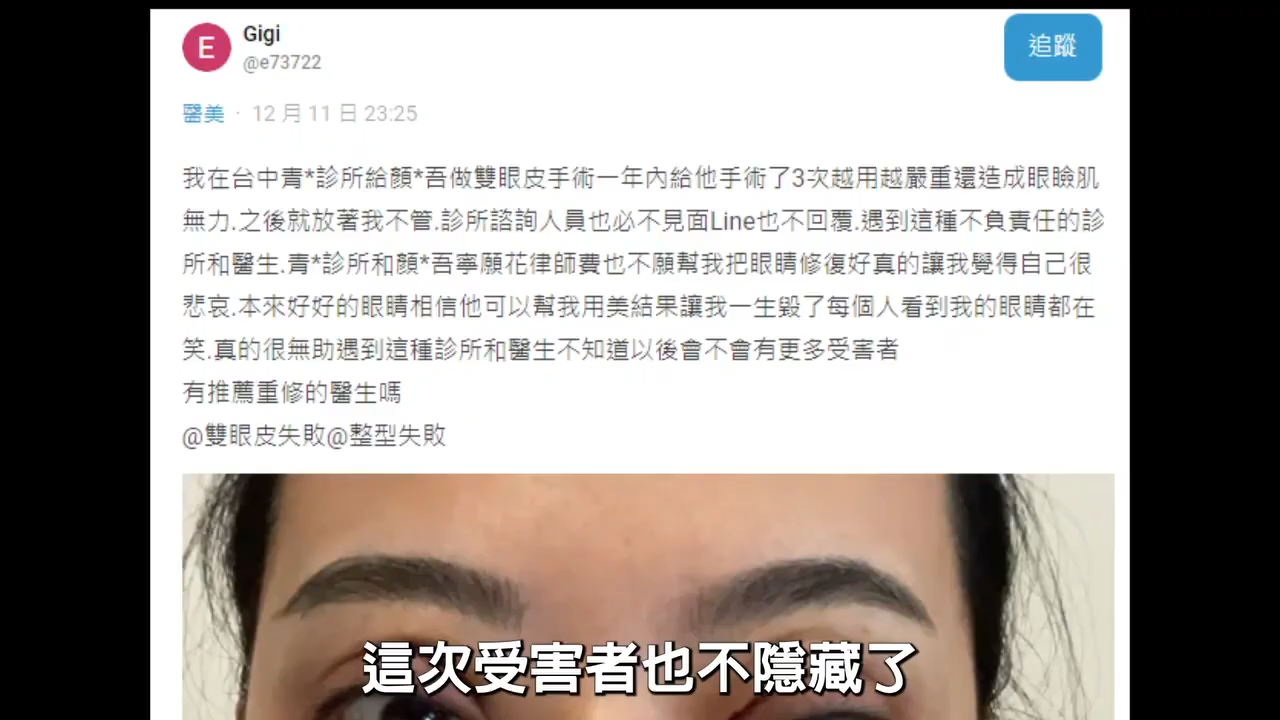 E
Gigi
@e73722
追蹤
醫美 · 12 月 11 日 23:25
我在台中青*診所給顏*吾做雙眼皮手術一年內給他手術了3次越用越嚴重還造成眼瞼肌
無力.之後就放著我不管.診所諮詢人員也必不見面Line也不回覆.遇到這種不負責任的診
所和醫生.青*診所和顏*吾寧願花律師費也不願幫我把眼睛修復好真的讓我覺得自己很
悲哀.本來好好的眼睛相信他可以幫我用美結果讓我一生毀了每個人看到我的眼睛都在
笑.真的很無助遇到這種診所和醫生不知道以後會不會有更多受害者
有推薦重修的醫生嗎
@雙眼皮失敗@整型失敗
這次受害者也不隱藏了